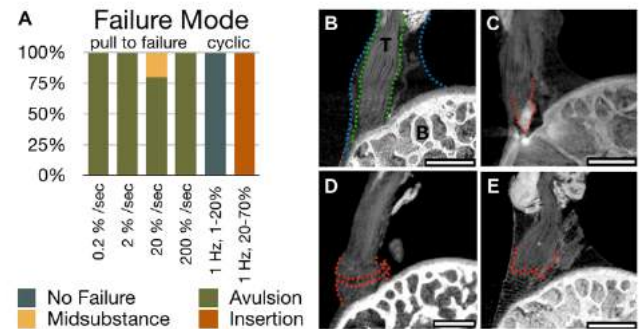 A
Failure Mode
pull to failure cyclic
100%
75%
50%
25%
0%
0.2 % /sec
2 % /sec
20 % /sec
200 % /sec
1 Hz, 1-20%
1 Hz, 20-70%
No Failure
Avulsion
Midsubstance
Insertion
B
T
B
C
D
E